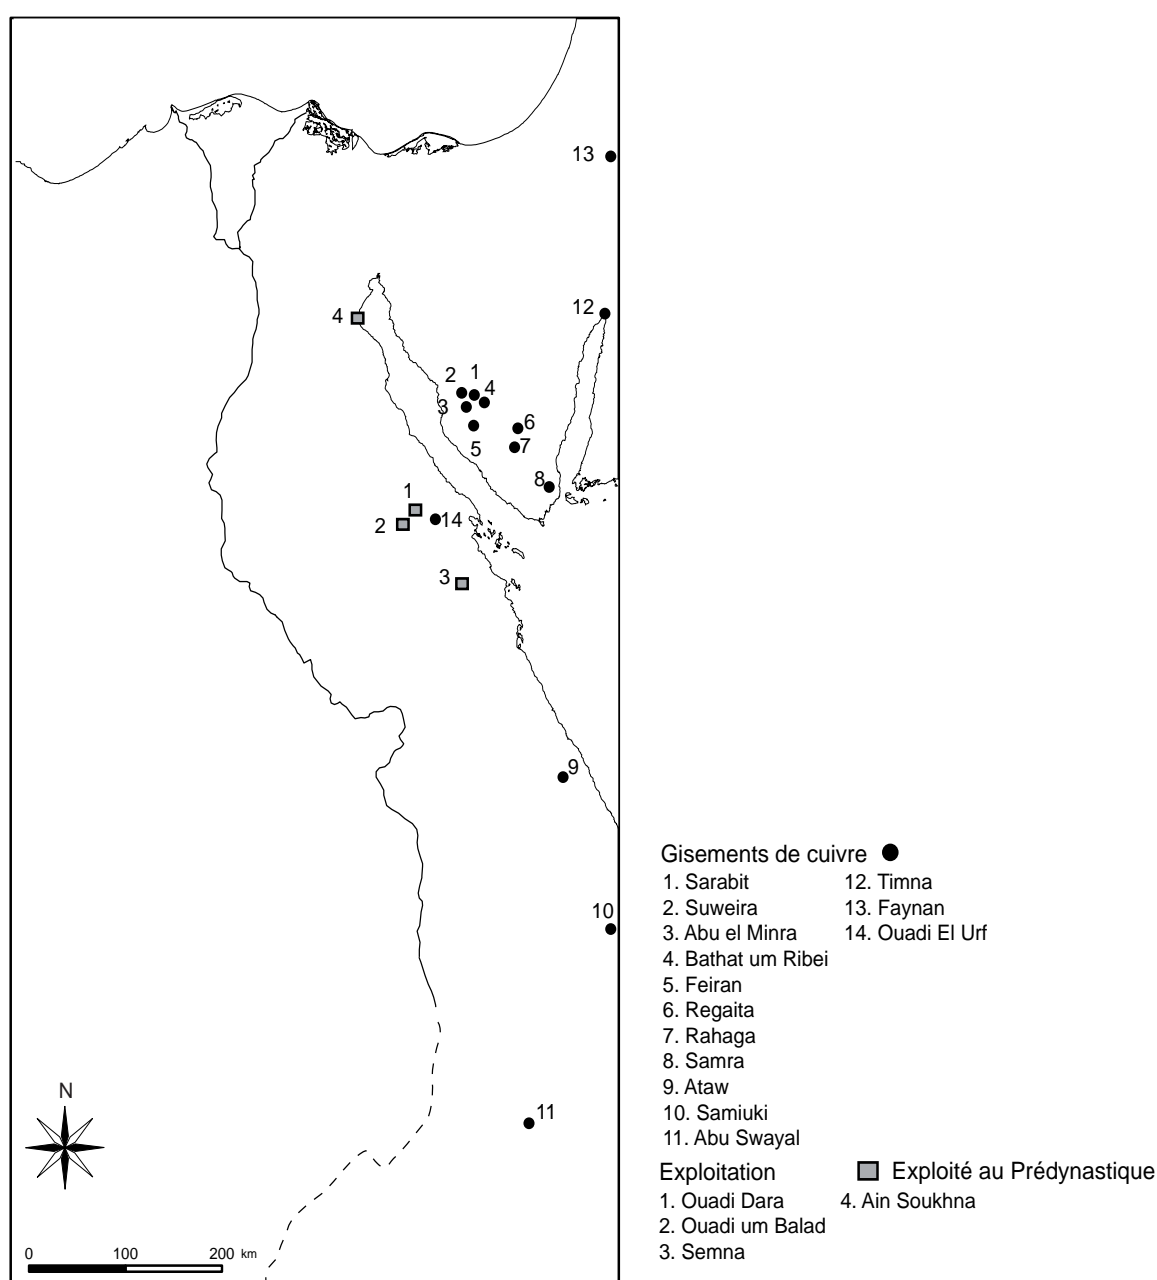 13
12
4
2 1
4
3
6
5
7
8
1
2
14
3
9
10
11
N
0 100 200 km
Gisements de cuivre
1. Sarabit
2. Suweira
3. Abu el Minra
4. Bathat um Ribei
5. Feiran
6. Regaita
7. Rahaga
8. Samra
9. Ataw
10. Samiuki
11. Abu Swayal
12. Timna
13. Faynan
14. Ouadi El Urf
Exploitation
Exploité au Prédynastique
1. Ouadi Dara
2. Ouadi um Balad
3. Semna
4. Ain Soukhna